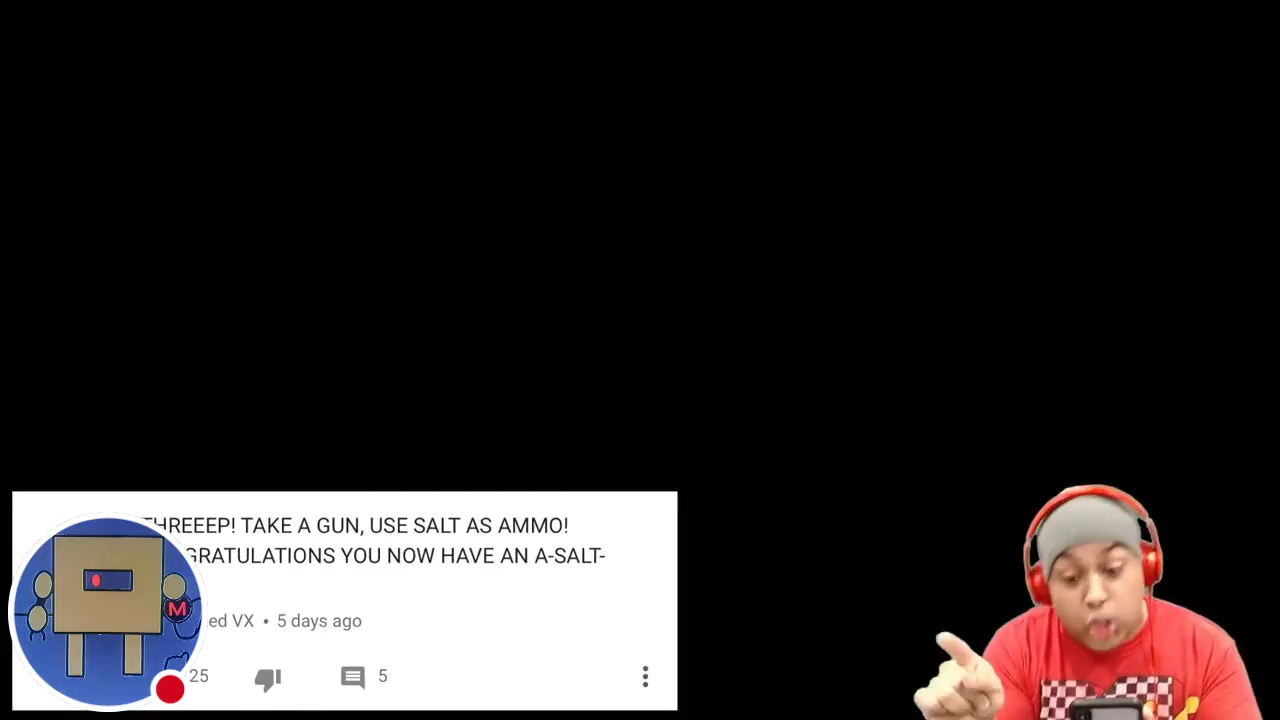 THREEEP! TAKE A GUN, USE SALT AS AMMO!
GRATULATIONS YOU NOW HAVE AN A-SALT-
ed VX • 5 days ago
25 5
M